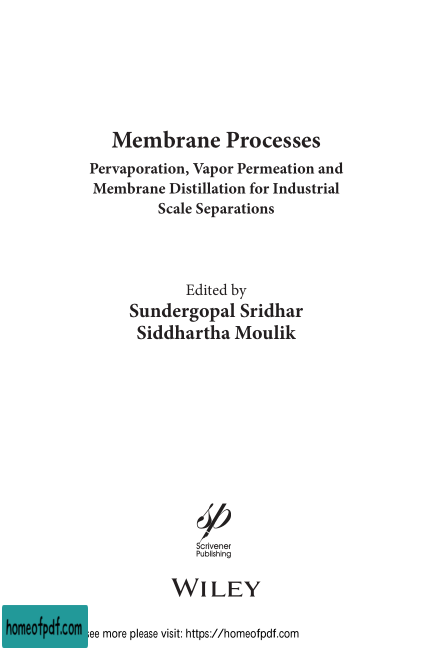 Membrane Processes
Pervaporation, Vapor Permeation and
Membrane Distillation for Industrial
Scale Separations
Edited by
Sundergopal Sridhar
Siddhartha Moulik
sp
Scrivener
Publishing
WILEY
homeofpdf.com
see more please visit: https://homeofpdf.com